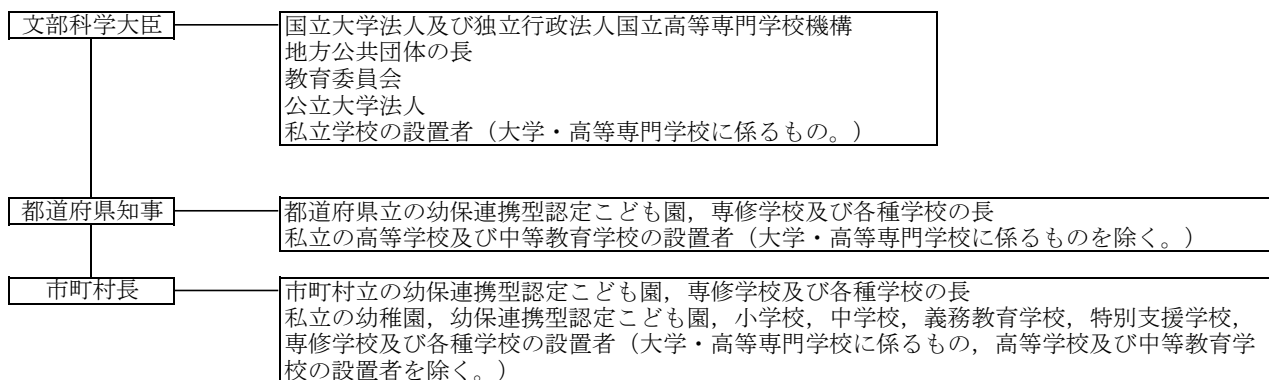 文部科学大臣
国立大学法人及び独立行政法人国立高等専門学校機構
地方公共団体の長
教育委員会
公立大学法人
私立学校の設置者（大学・高等専門学校に係るもの。）
都道府県知事
都道府県立の幼保連携型認定こども園，専修学校及び各種学校の長
私立の高等学校及び中等教育学校の設置者（大学・高等専門学校に係るものを除く。）
市町村長
市町村立の幼保連携型認定こども園，専修学校及び各種学校の長
私立の幼稚園，幼保連携型認定こども園，小学校，中学校，義務教育学校，特別支援学校，
専修学校及び各種学校の設置者（大学・高等専門学校に係るもの，高等学校及び中等教育学
校の設置者を除く。）